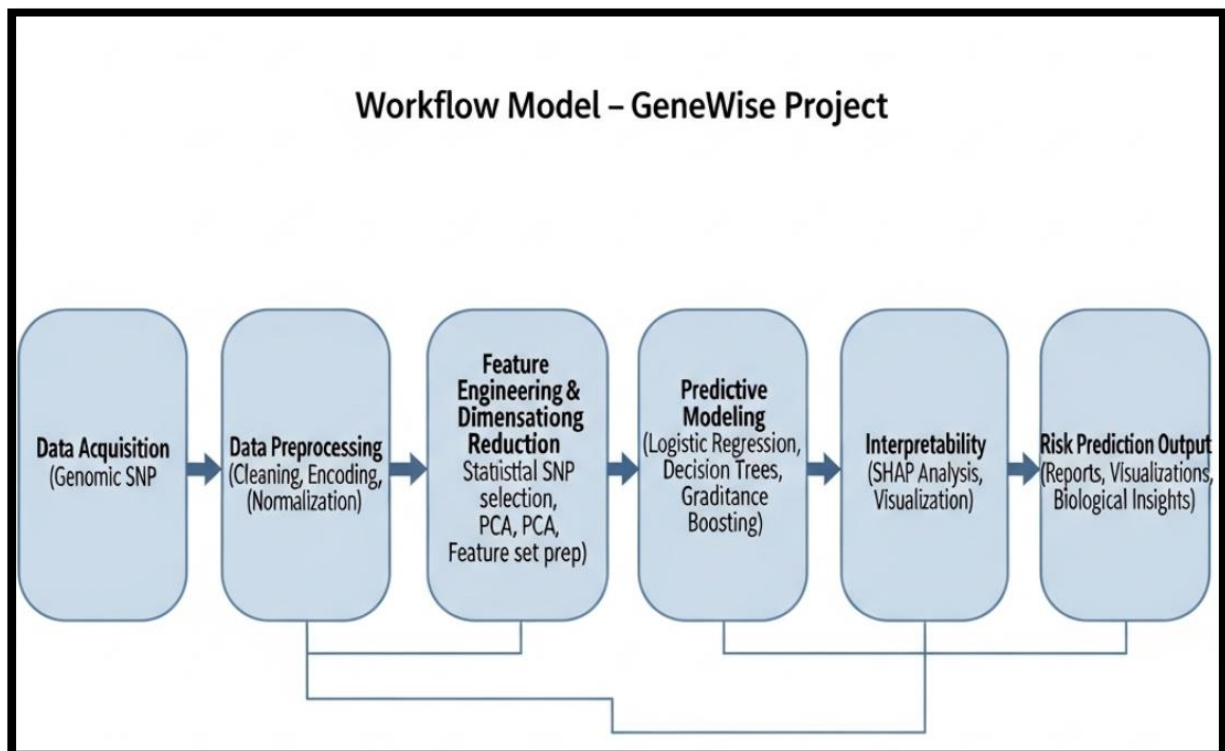 Workflow Model – GeneWise Project
Data Acquisition
(Genomic SNP
Data Preprocessing
(Cleaning, Encoding,
(Normalization)
Feature
Engineering &
Dimensationg
Reduction
Statistial SNP
selection,
PCA, PCA,
Feature set prep)
Predictive
Modeling
(Logistic Regression,
Decision Trees,
Graditance
Boosting)
Interpretability
(SHAP Analysis,
Visualization)
Risk Prediction Output
(Reports, Visualizations,
Biological Insights)